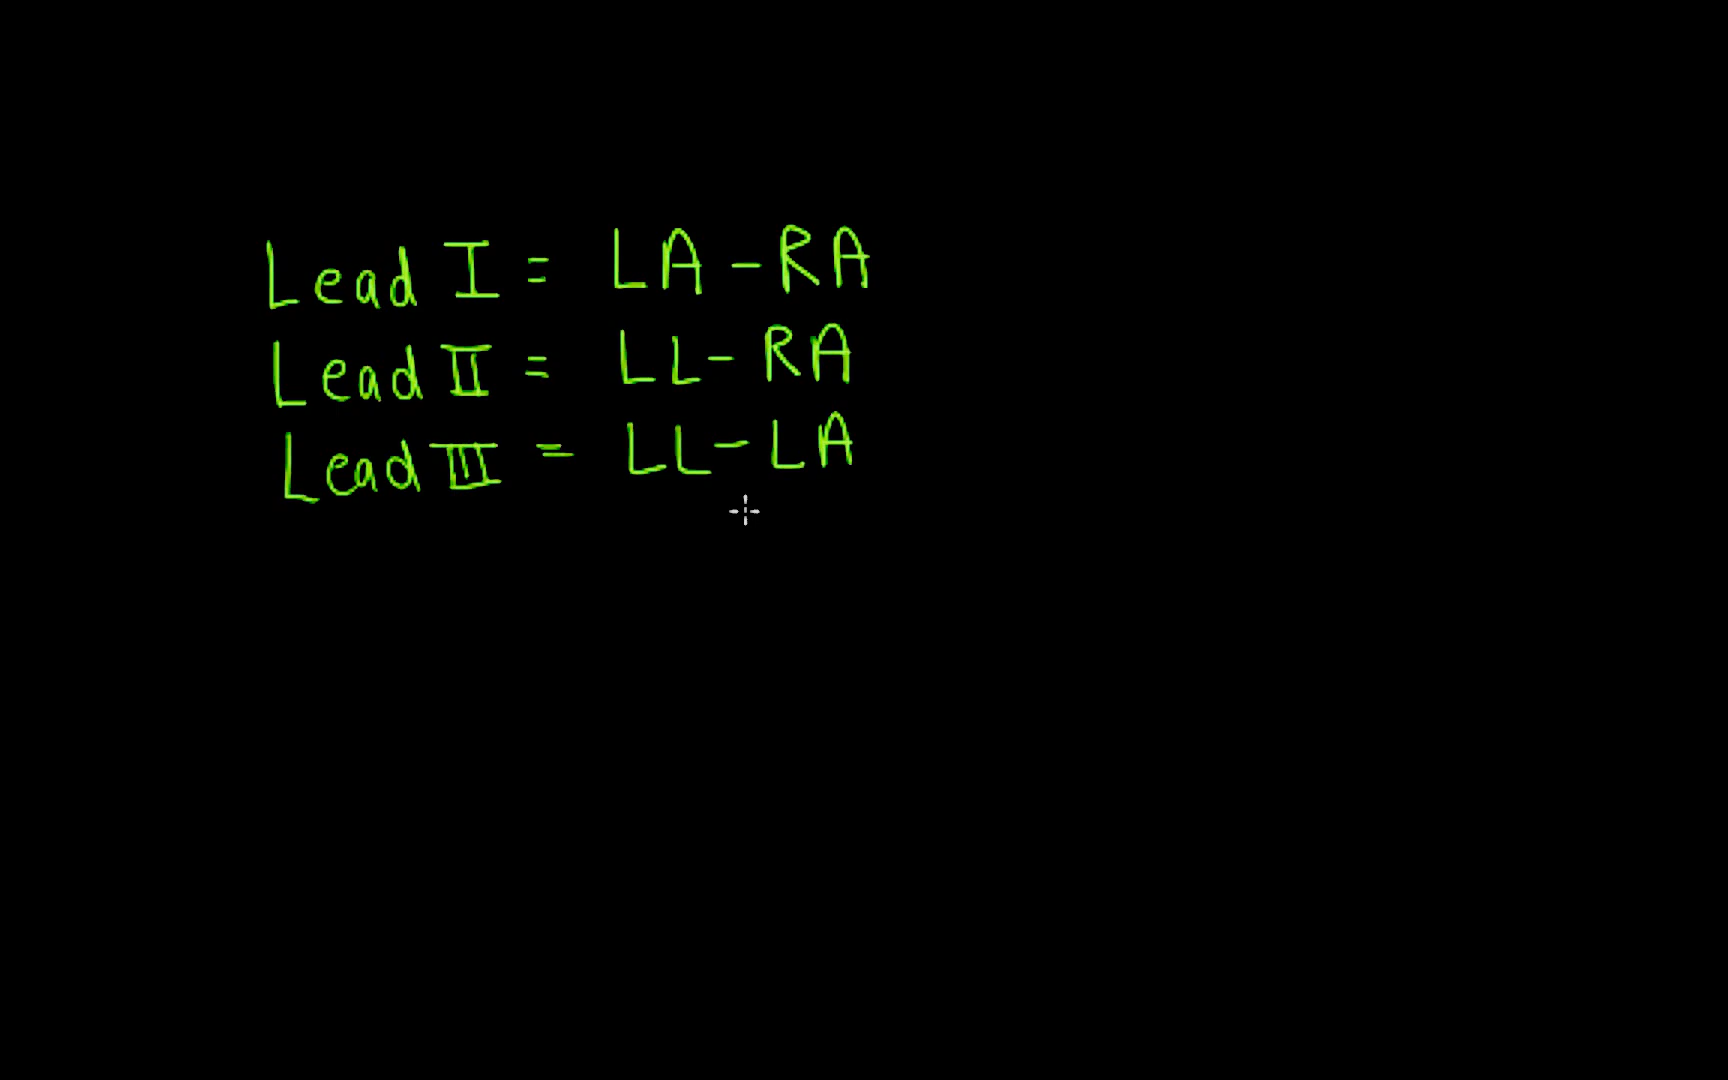 Lead I = LA - RA
Lead II = LL - RA
Lead III = LL - LA